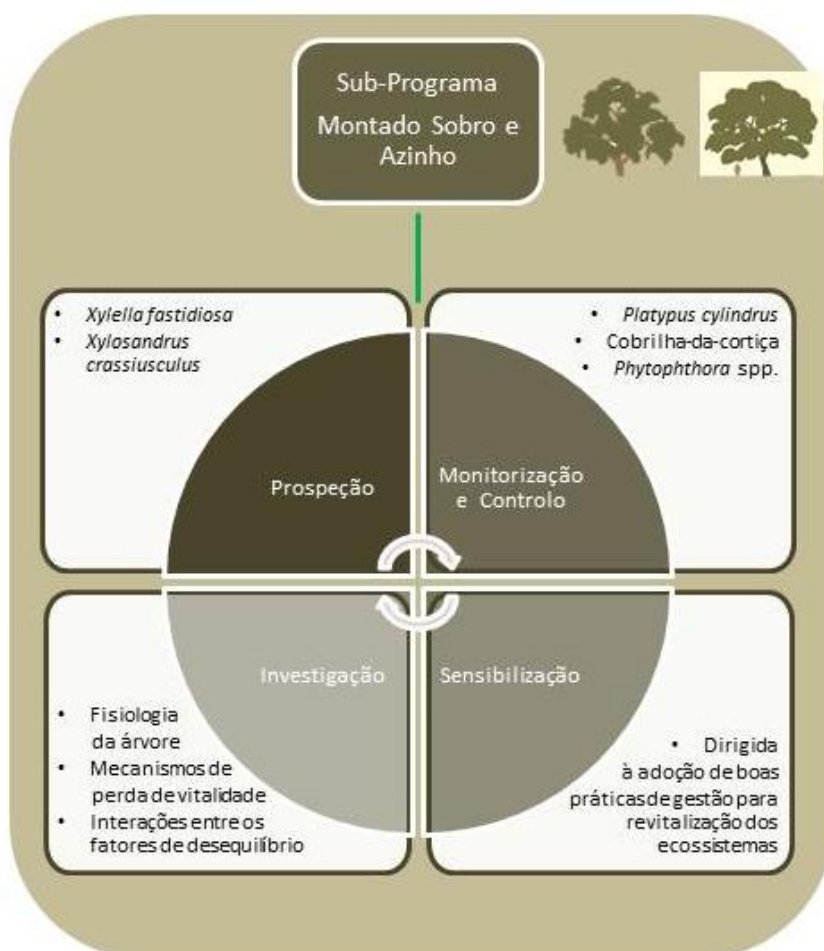 Sub-Programa
Montado Sobro e
Azinho
• Xylella fastidiosa
• Xylosandrus
crassiusculus
• Platypus cylindrus
• Cobrilha-da-cortiça
• Phytophthora spp.
Prospeção
Monitorização
e Controlo
Investigação
Sensibilização
• Fisiologia
da árvore
• Mecanismos de
perda de vitalidade
• Interações entre os
fatores de desequilíbrio
• Dirigida
à adoção de boas
práticas de gestão para
revitalização dos
ecossistemas